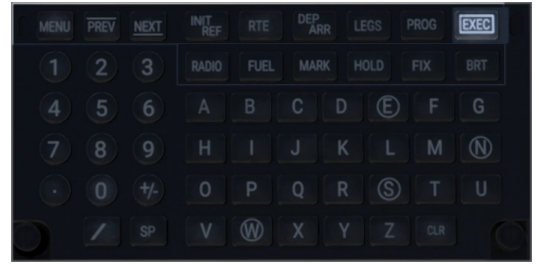 MENU PREV NEXT INIT REF RTE DEP ARR LEGS PROG EXEC
1 2 3 RADIO FUEL MARK HOLD FIX BRT
4 5 6 A B C D E F G
7 8 9 H I J K L M N
. 0 +/- O P Q R S T U
/ SP V W X Y Z CLR